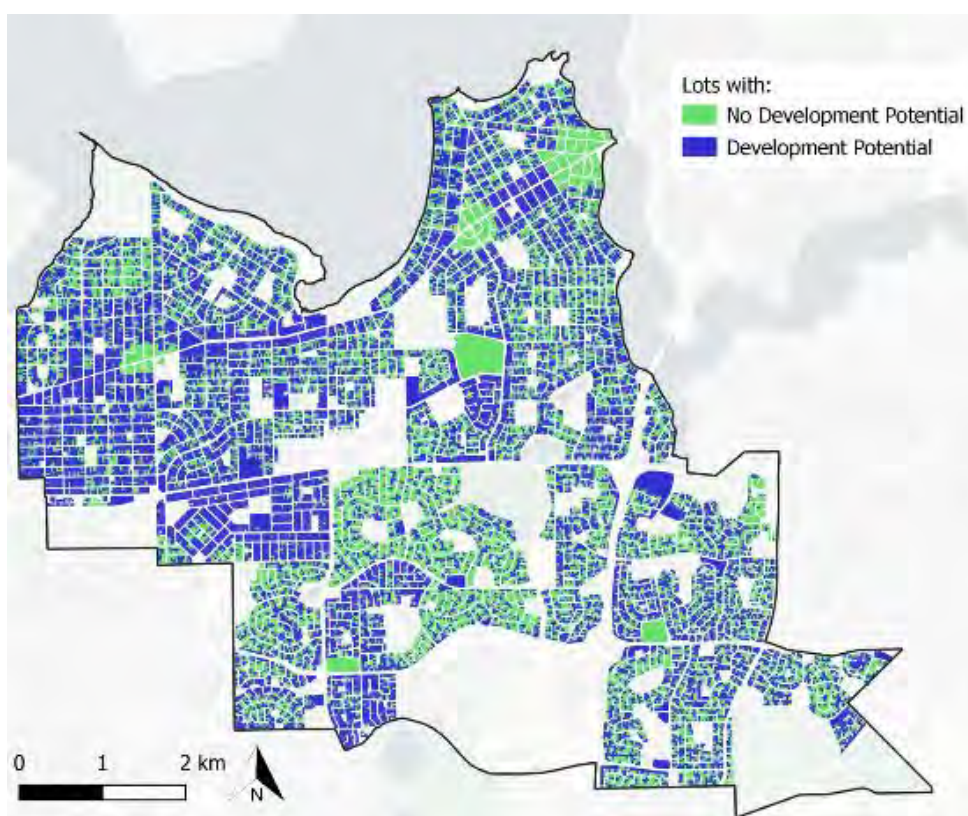 Lots with:
No Development Potential
Development Potential
0 1 2 km
N